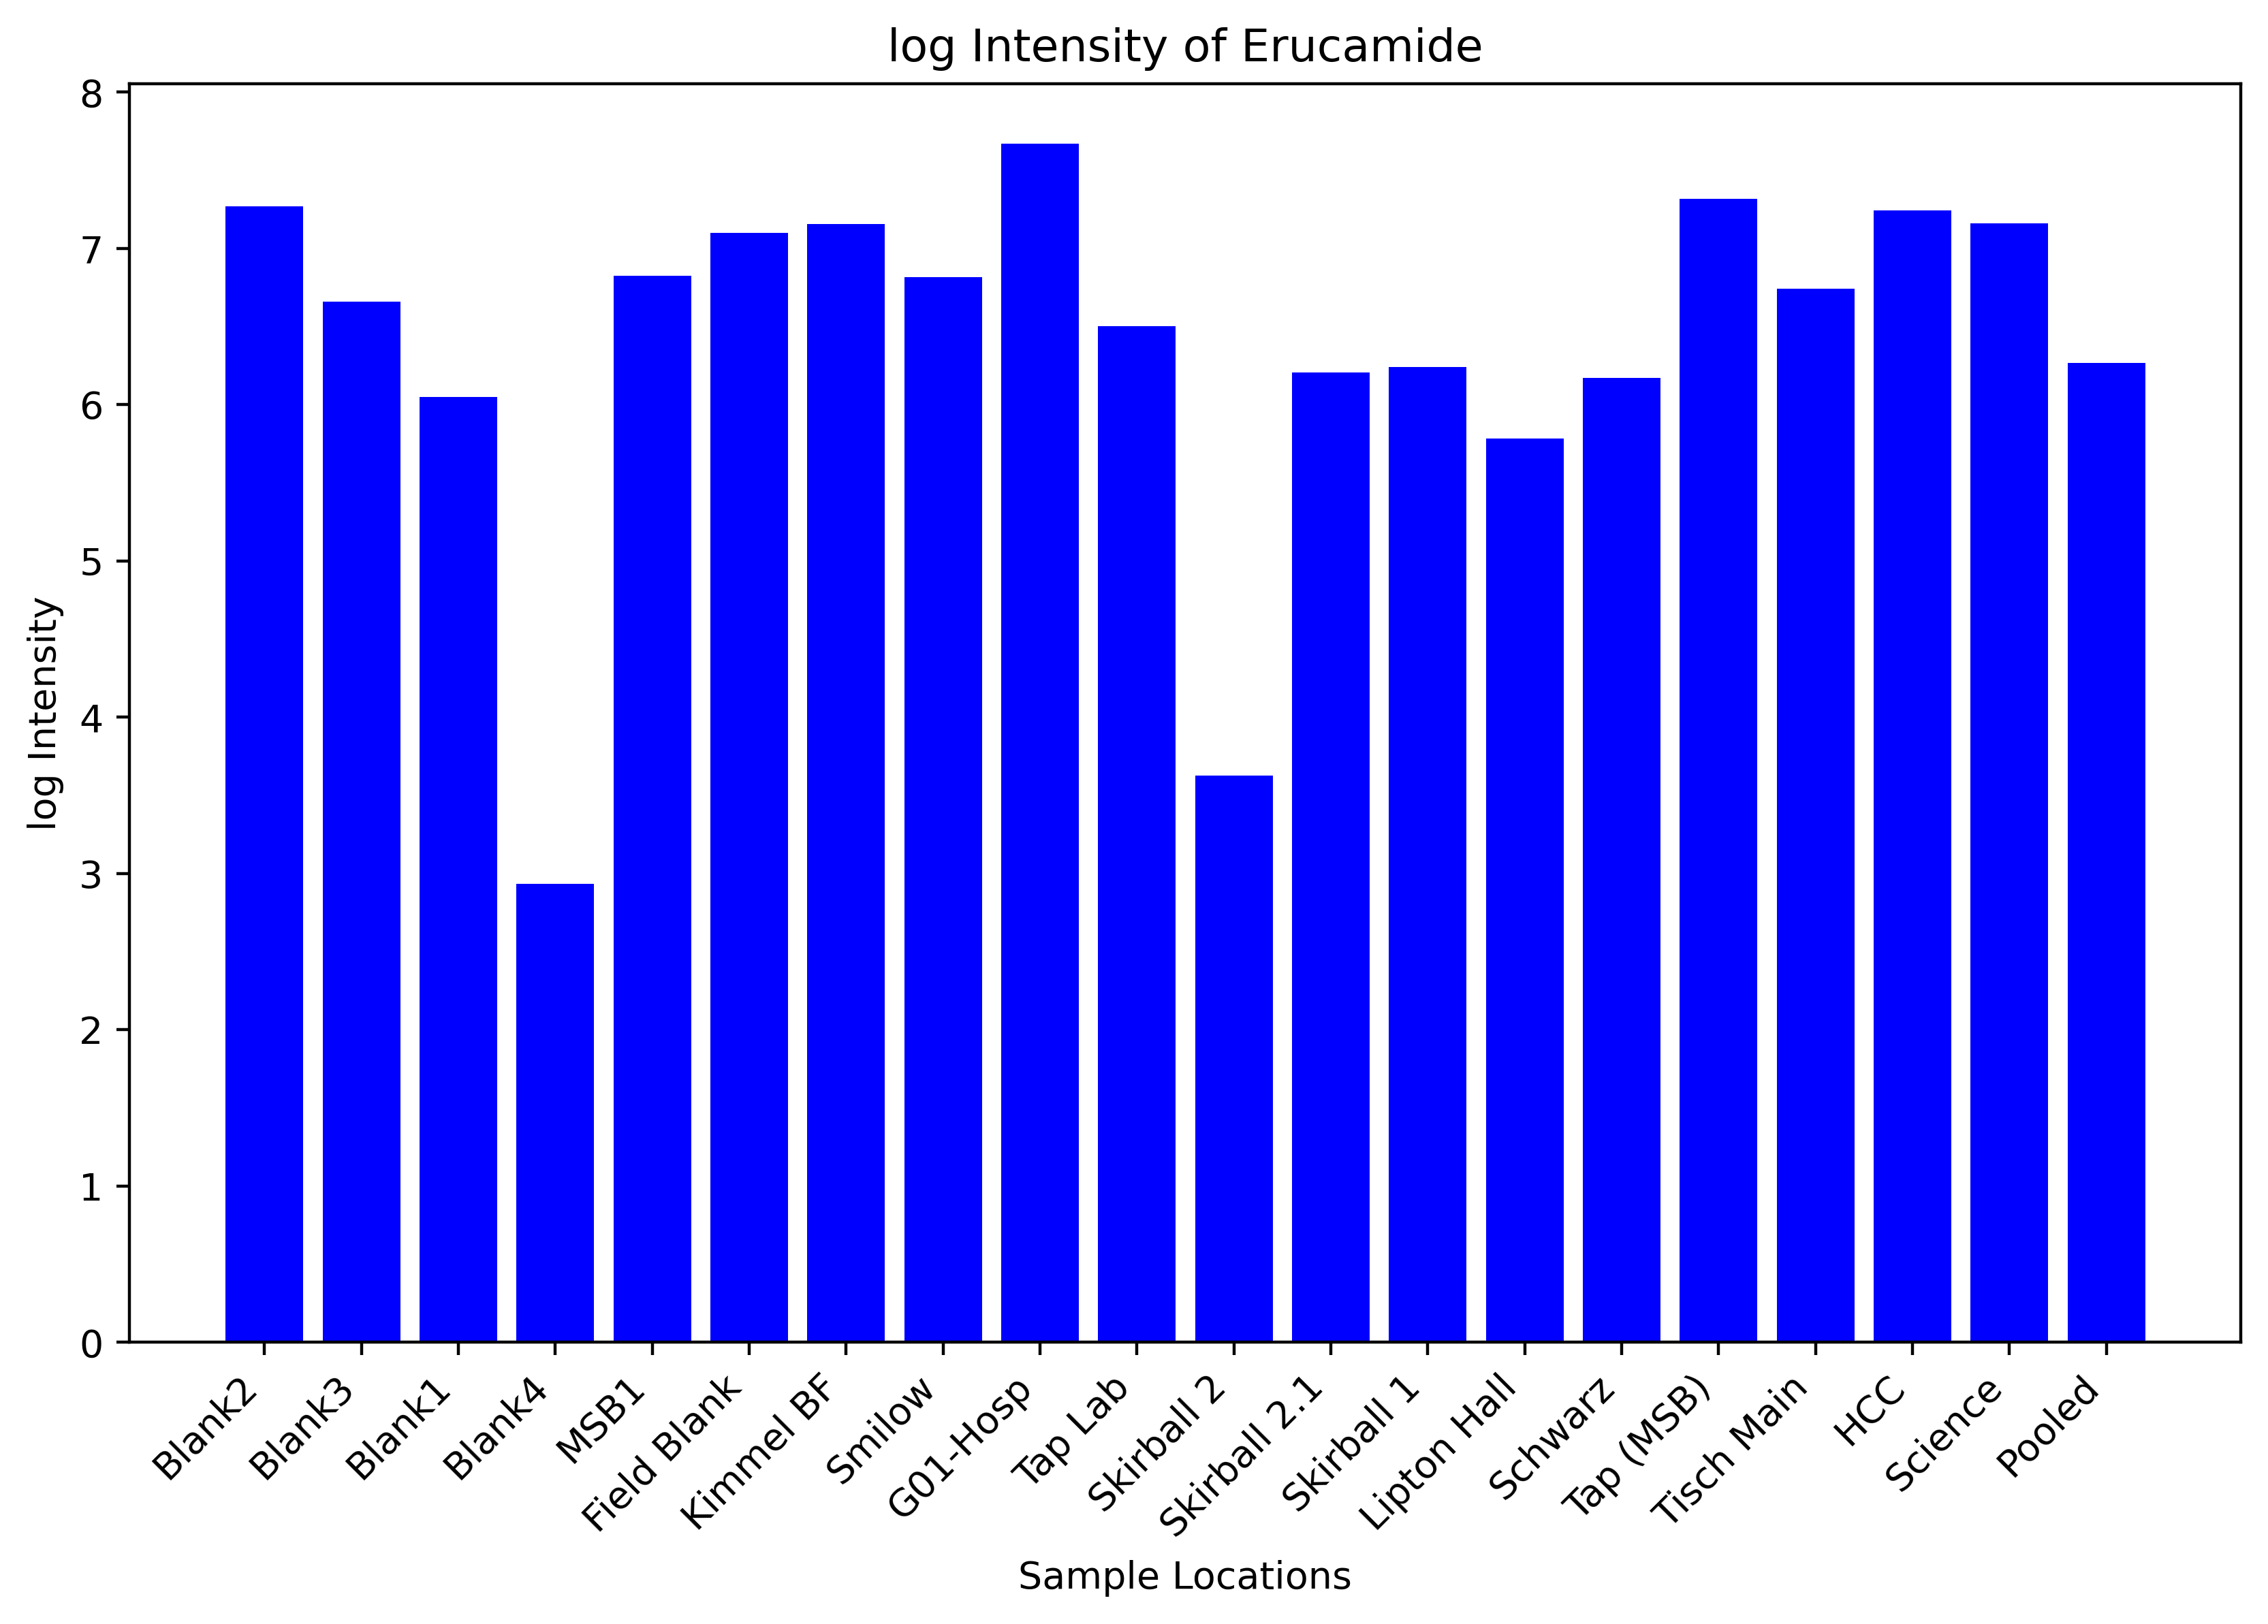 log Intensity of Erucamide
log Intensity
8
7
6
5
4
3
2
1
0
Blank2
Blank3
Blank1
Blank4
MSB1
Field Blank
Kimmel BF
Smilow
G01-Hosp
Tap Lab
Skirball 2
Skirball 2.1
Skirball 1
Lipton Hall
Schwarz
Tap (MSB)
Tisch Main
HCC
Science
Pooled
Sample Locations